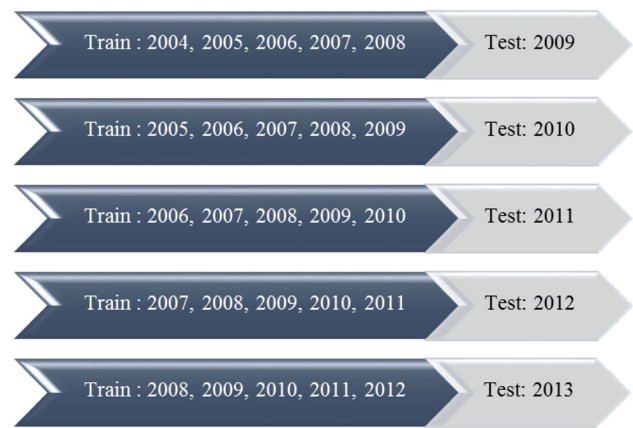 Train : 2004, 2005, 2006, 2007, 2008 Test: 2009
Train : 2005, 2006, 2007, 2008, 2009 Test: 2010
Train : 2006, 2007, 2008, 2009, 2010 Test: 2011
Train : 2007, 2008, 2009, 2010, 2011 Test: 2012
Train : 2008, 2009, 2010, 2011, 2012 Test: 2013